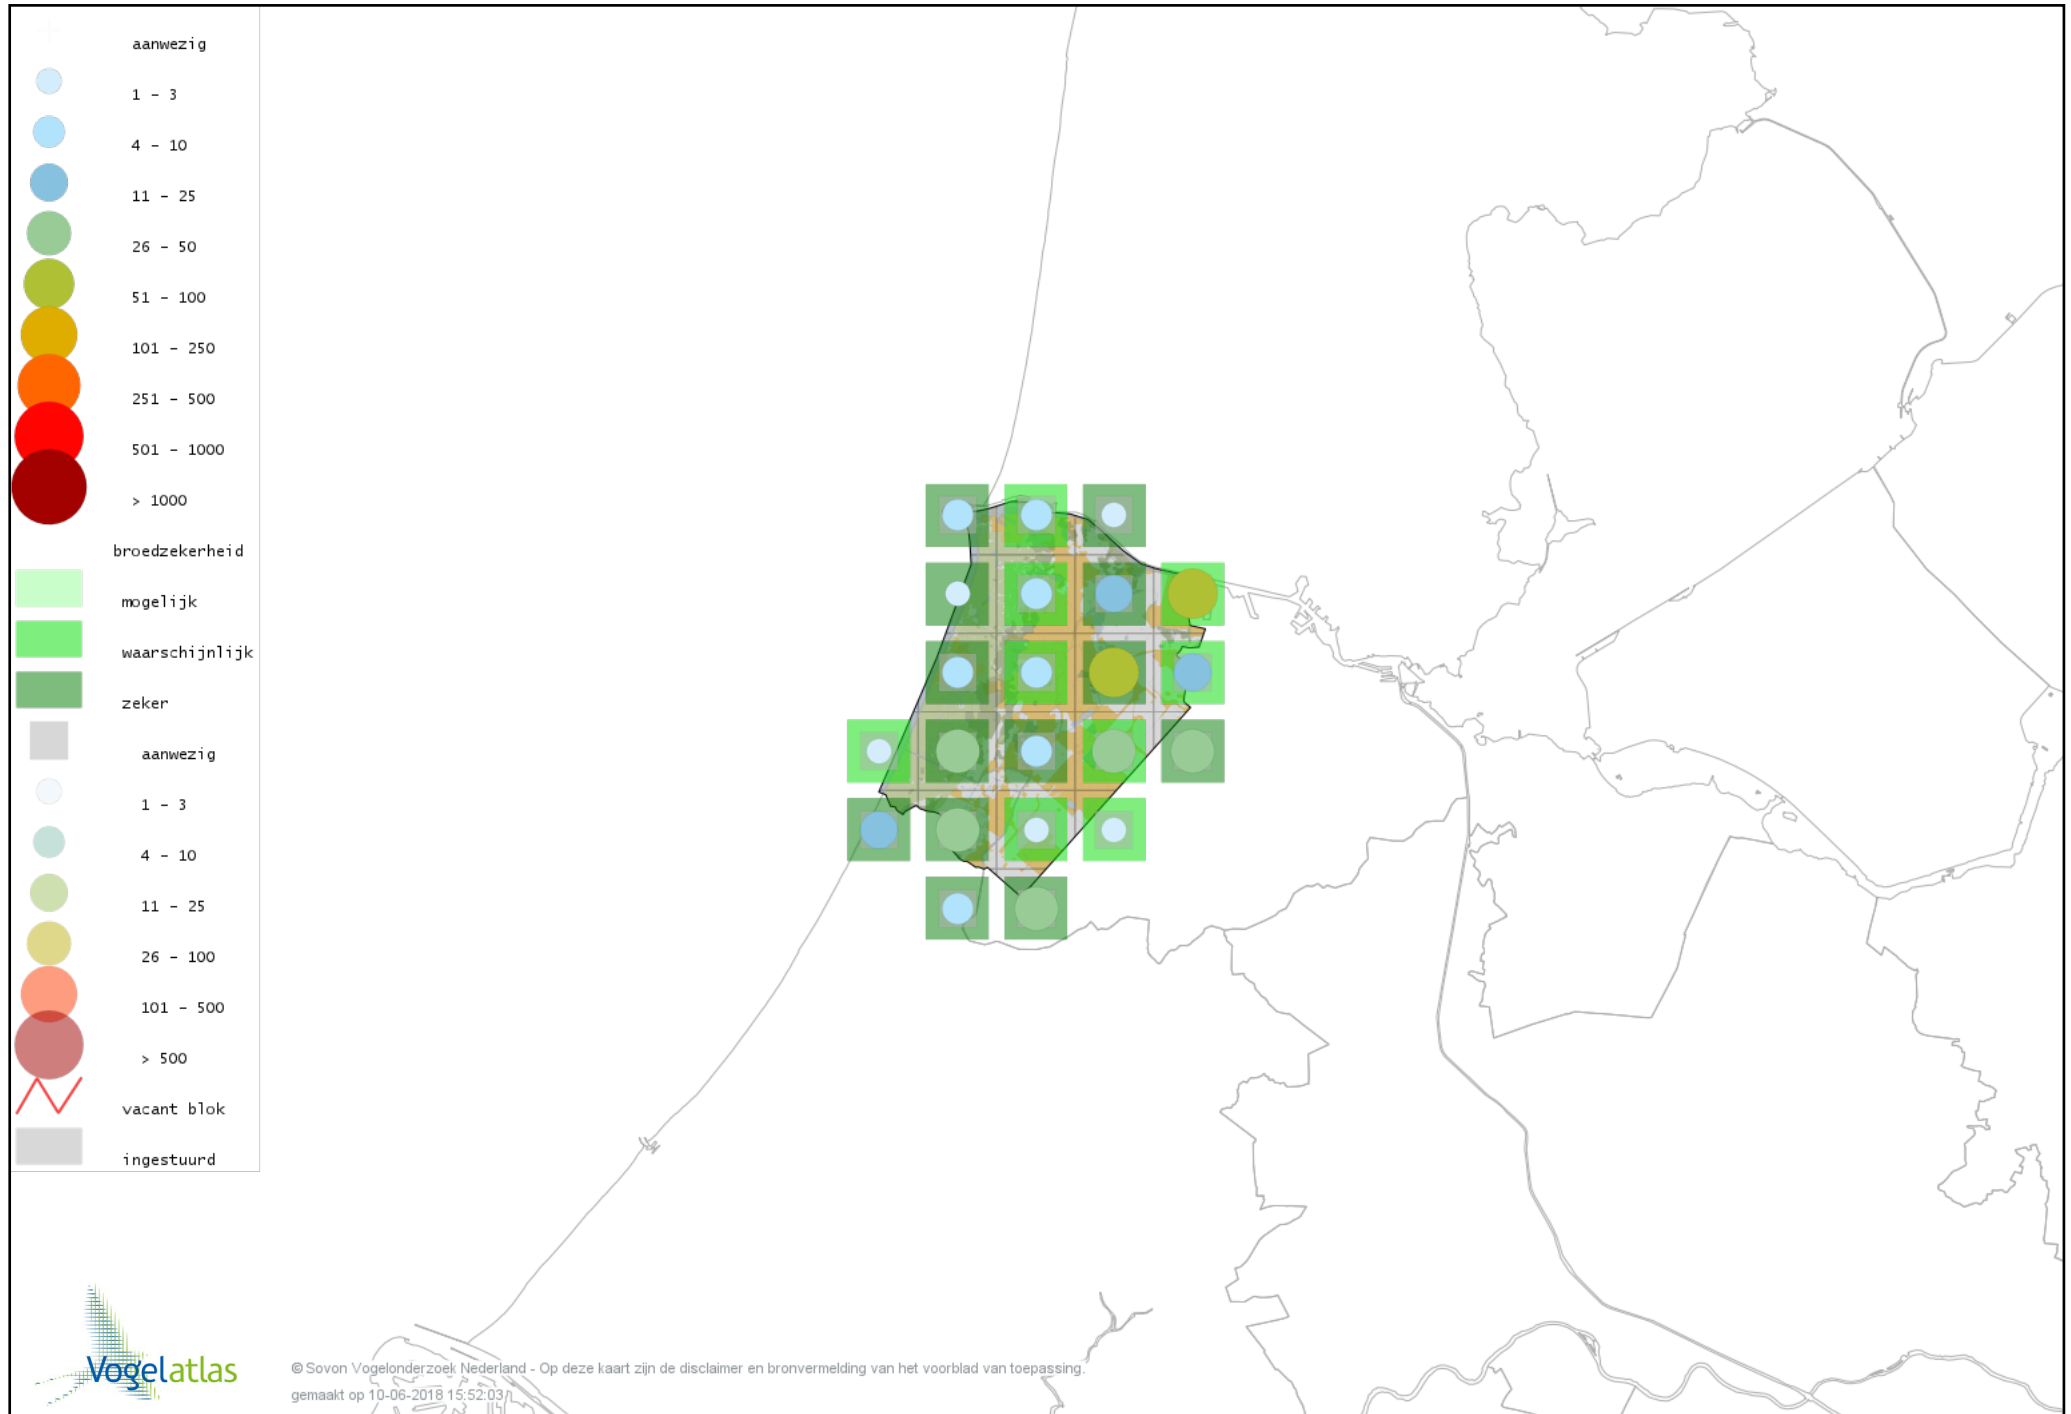 aanwezig
1 - 3
4 - 10
11 - 25
26 - 50
51 - 100
101 - 250
251 - 500
501 - 1000
> 1000
broedzekerheid
mogelijk
waarschijnlijk
zeker
aanwezig
1 - 3
4 - 10
11 - 25
26 - 100
101 - 500
> 500
vacant blok
ingestuurd
Vogelatlas
© Sovon Vogelonderzoek Nederland - Op deze kaart zijn de disclaimer en bronvermelding van het voorblad van toepassing.
gemaakt op 10-06-2018 15:52:03